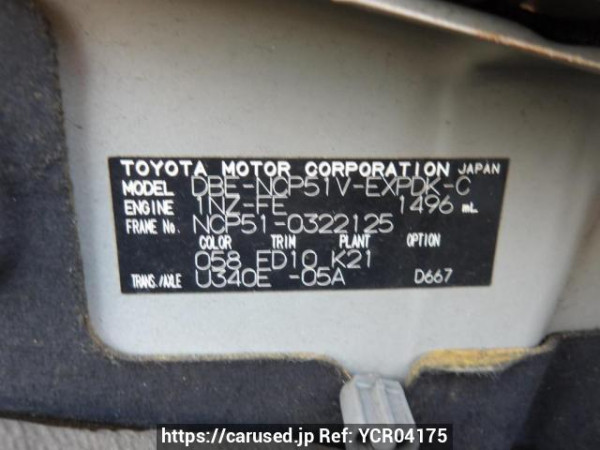 TOYOTA MOTOR CORPORATION JAPAN
MODEL DBE-NCP51V-EXPDK-C
ENGINE 1NZ-FE 1496 mL
FRAME No. NCP51-0322125
COLOR TRIM PLANT OPTION
058 ED10 K21
TRANS./AXLE U340E -05A D667
https://carused.jp Ref: YCR04175